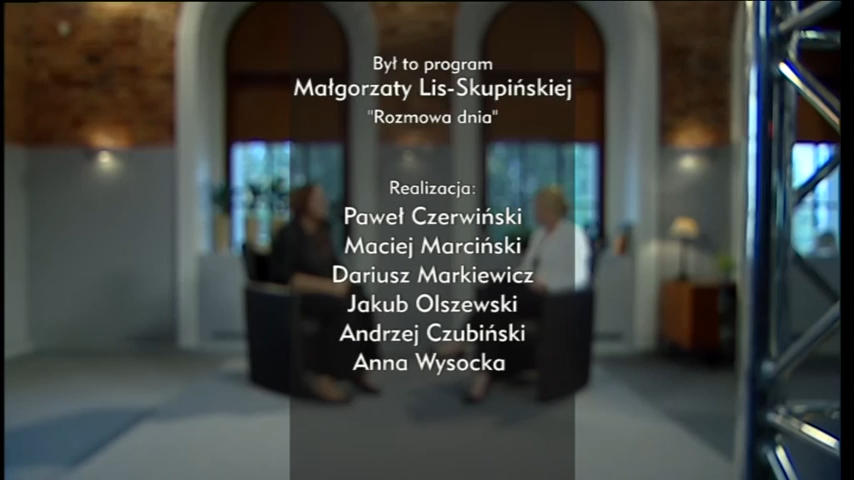 Był to program
Małgorzaty Lis-Skupińskiej
"Rozmowa dnia"
Realizacja:
Paweł Czerwiński
Maciej Marciński
Dariusz Markiewicz
Jakub Olszewski
Andrzej Czubiński
Anna Wysocka